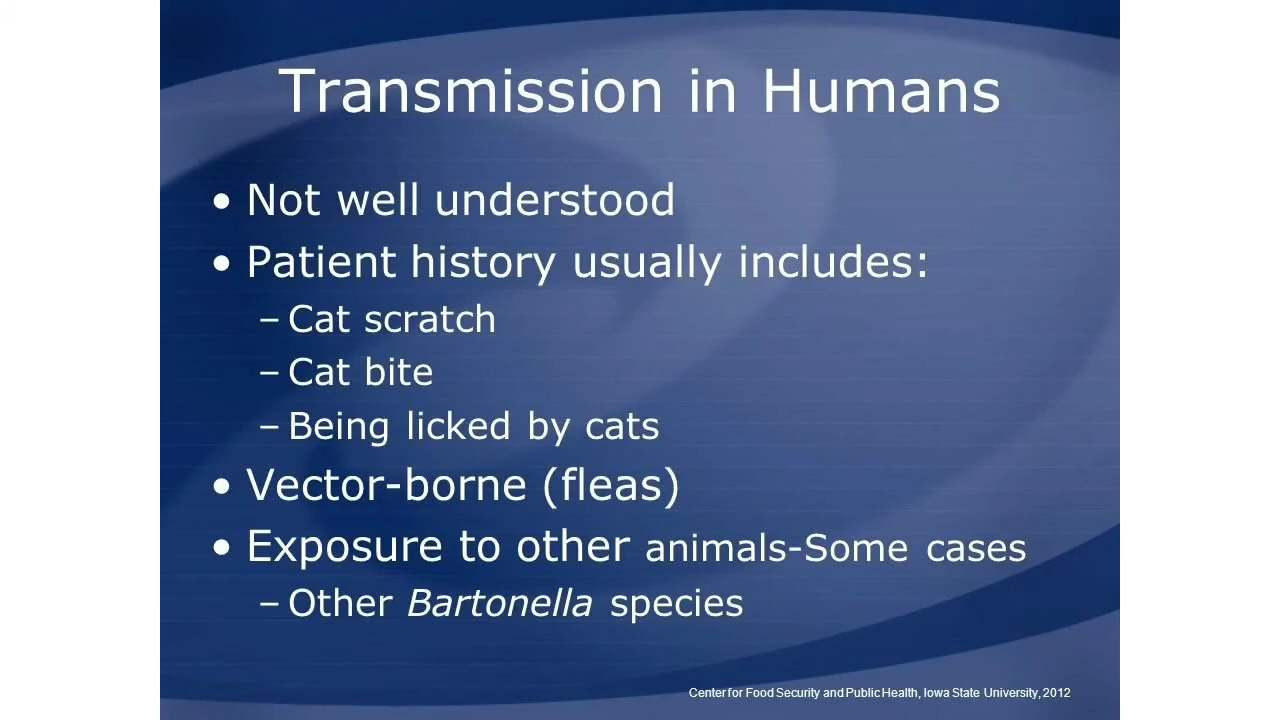 Transmission in Humans
• Not well understood
• Patient history usually includes:
– Cat scratch
– Cat bite
– Being licked by cats
• Vector-borne (fleas)
• Exposure to other animals-Some cases
– Other Bartonella species
Center for Food Security and Public Health, Iowa State University, 2012